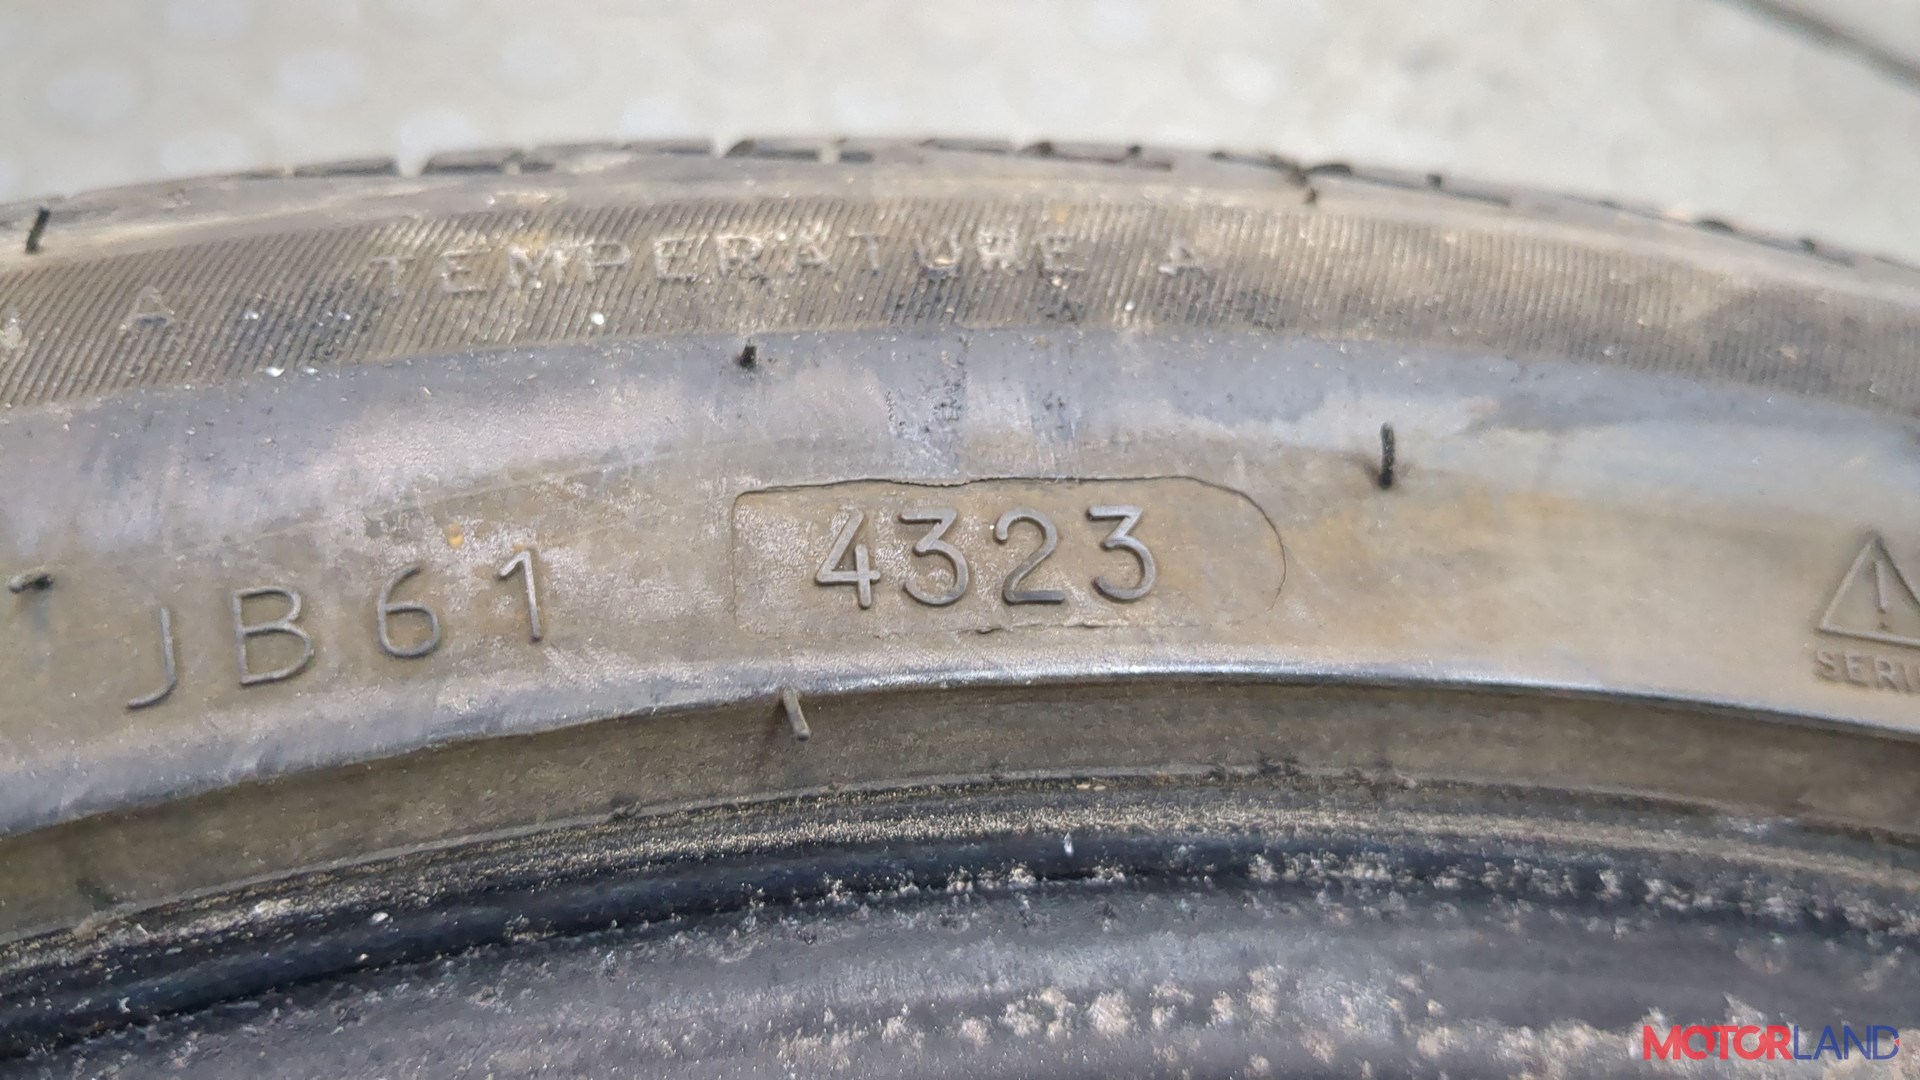 A TEMPERATURE A
JB61 4323
MOTORLAND